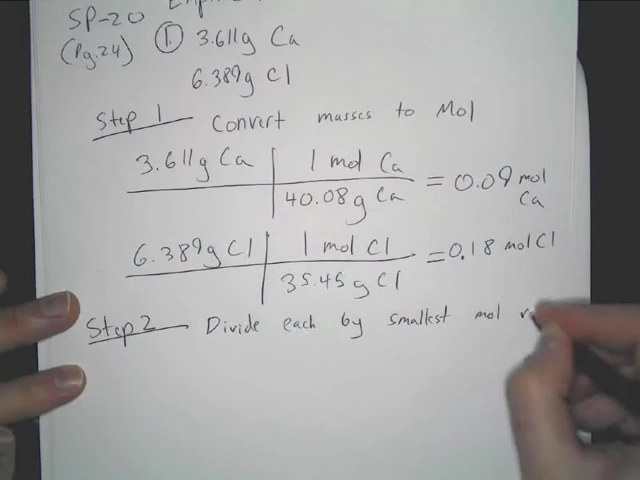 SP-20
(Pg.24) ① 3.611g Ca
6.389g Cl
Step 1 Convert masses to Mol
3.611g Ca 1 mol Ca
40.08g Ca = 0.09 mol Ca
6.389g Cl 1 mol Cl
35.45g Cl = 0.18 mol Cl
Step 2 Divide each by smallest mol